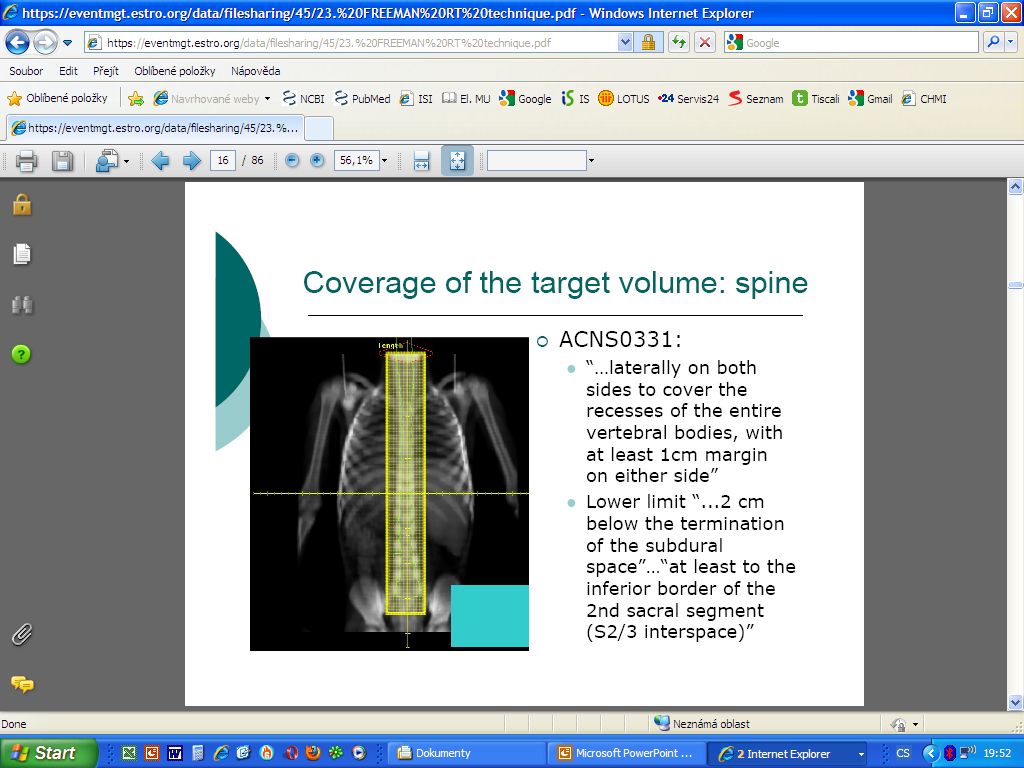 https://eventmgt.estro.org/data/filesharing/45/23.%20FREEMAN%20RT%20technique.pdf - Windows Internet Explorer
https://eventmgt.estro.org/data/filesharing/45/23.%20FREEMAN%20RT%20technique.pdf
Google
Soubor Edit Přejít Oblíbené položky Nápověda
Oblíbené položky Navrhované weby NCBI PubMed ISI El. MU Google IS LOTUS Servis24 Seznam Tiscali Gmail CHMI
https://eventmgt.estro.org/data/filesharing/45/23.%...
16 / 86 56,1%
Coverage of the target volume: spine
Length
ACNS0331:
“…laterally on both
sides to cover the
recesses of the entire
vertebral bodies, with
at least 1cm margin
on either side”
Lower limit “...2 cm
below the termination
of the subdural
space”…“at least to the
inferior border of the
2nd sacral segment
(S2/3 interspace)”
Done
Neznámá oblast
Start
Dokumenty
Microsoft PowerPoint ...
2 Internet Explorer
CS
19:52